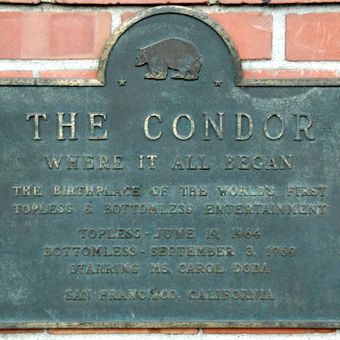 THE CONDOR
WHERE IT ALL BEGAN
THE BIRTHPLACE OF THE WORLD'S FIRST
TOPLESS & BOTTOMLESS ENTERTAINMENT
TOPLESS - JUNE 19, 1964
BOTTOMLESS - SEPTEMBER 3, 1969
STARRING MS. CAROL DODA
SAN FRANCISCO, CALIFORNIA